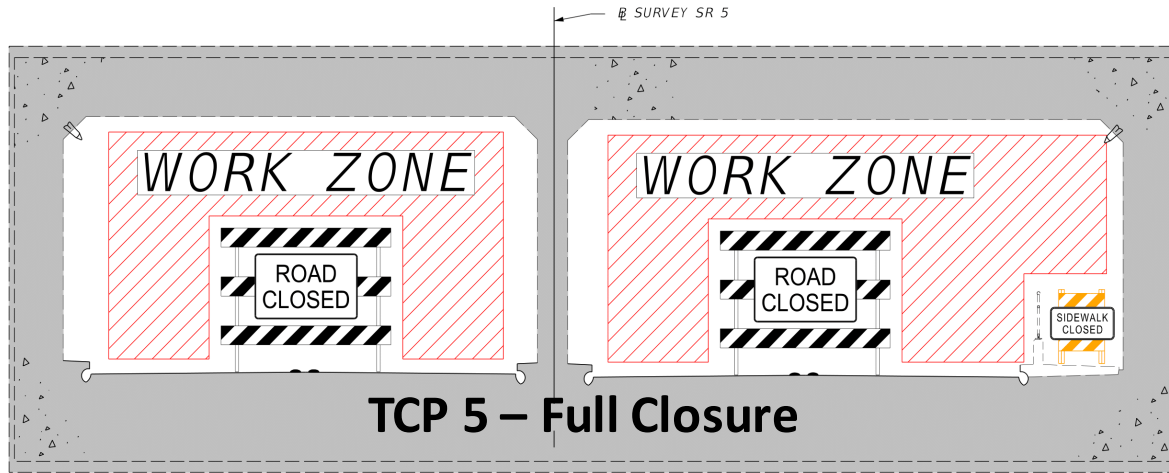 ℄ SURVEY SR 5
WORK ZONE
WORK ZONE
ROAD
CLOSED
ROAD
CLOSED
SIDEWALK
CLOSED
TCP 5 – Full Closure